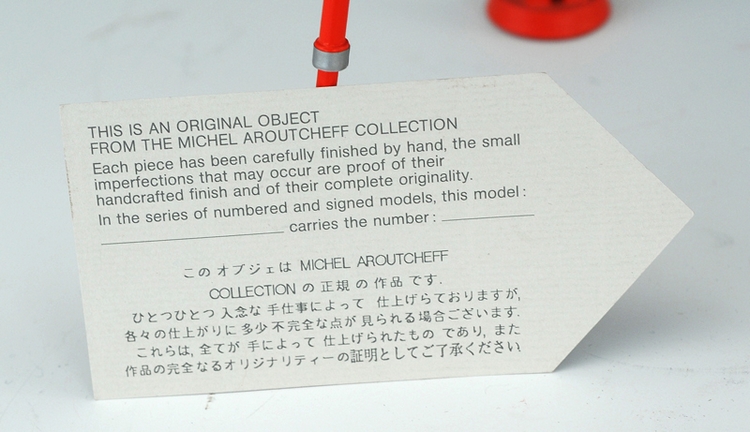 THIS IS AN ORIGINAL OBJECT
FROM THE MICHEL AROUTCHEFF COLLECTION
Each piece has been carefully finished by hand, the small
imperfections that may occur are proof of their
handcrafted finish and of their complete originality.
In the series of numbered and signed models, this model:
carries the number:
このオブジェは MICHEL AROUTCHEFF
COLLECTION の正規の作品です.
ひとつひとつ入念な手仕事によって 仕上げらておりますが,
各々の仕上がりに多少不完全な点が見られる場合ございます.
これらは, 全てが手によって仕上げられたものであり, また
作品の完全なるオリジナリティーの証明としてご了承ください